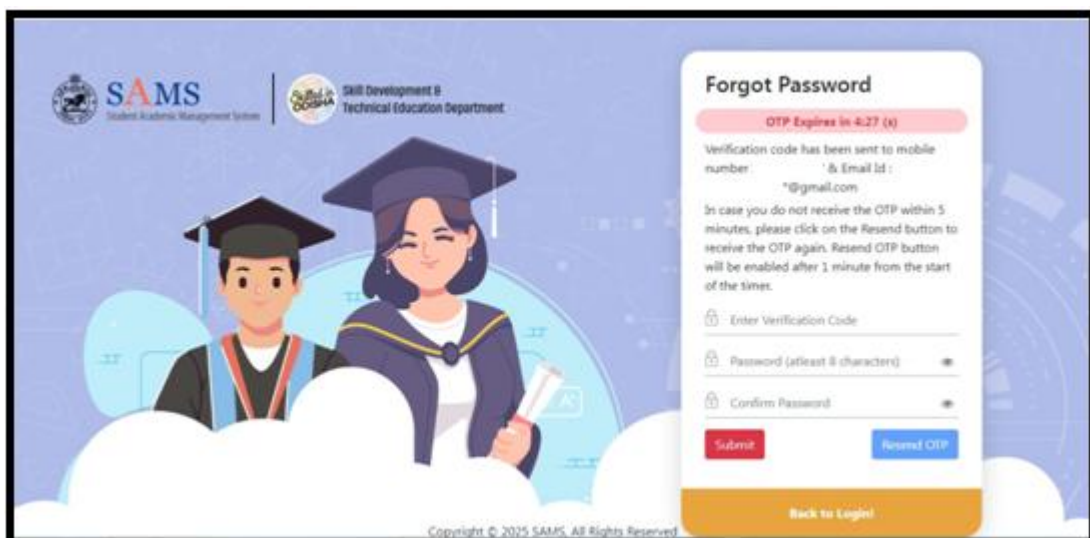 SAMS
Student Academic Management System
Skilled in
ODISHA
Skill Development &
Technical Education Department
Forgot Password
OTP Expires in 4:27 (s)
Verification code has been sent to mobile
number ' & Email Id :
*@gmail.com
In case you do not receive the OTP within 5
minutes, please click on the Resend button to
receive the OTP again. Resend OTP button
will be enabled after 1 minute from the start
of the timer.
Enter Verification Code
Password (atleast 8 characters)
Confirm Password
Submit
Resend OTP
Back to Login!
A+
Copyright © 2025 SAMS, All Rights Reserved